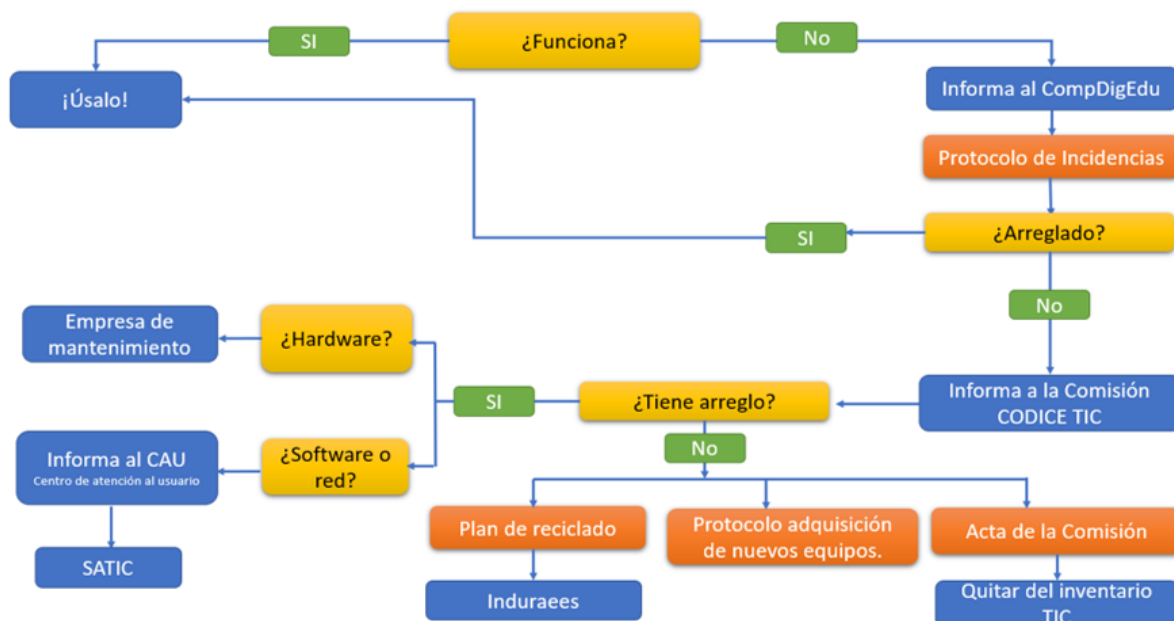 SI
¿Funciona?
No
¡Úsalo!
Informa al CompDigEdu
Protocolo de Incidencias
SI
¿Arreglado?
No
Empresa de
mantenimiento
¿Hardware?
SI
¿Tiene arreglo?
Informa a la Comisión
CODICE TIC
No
Informa al CAU
Centro de atención al usuario
¿Software o
red?
Plan de reciclado
Protocolo adquisición
de nuevos equipos.
Acta de la Comisión
SATIC
Induraees
Quitar del inventario
TIC